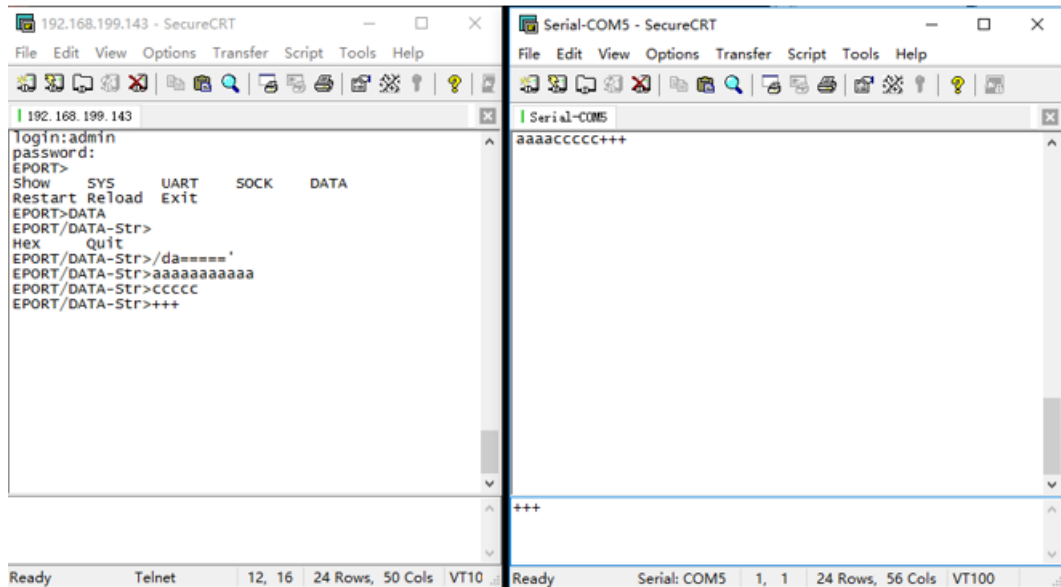 192.168.199.143 - SecureCRT
File Edit View Options Transfer Script Tools Help
192.168.199.143
login:admin
password:
EPORT>
Show SYS UART SOCK DATA
Restart Reload Exit
EPORT>DATA
EPORT/DATA-Str>
Hex Quit
EPORT/DATA-Str>/da====='
EPORT/DATA-Str>aaaaaaaaaaa
EPORT/DATA-Str>ccccc
EPORT/DATA-Str>+++
Ready Telnet 12, 16 24 Rows, 50 Cols VT10
Serial-COM5 - SecureCRT
File Edit View Options Transfer Script Tools Help
Serial-COM5
aaaaccccc+++
+++
Ready Serial: COM5 1, 1 24 Rows, 56 Cols VT100